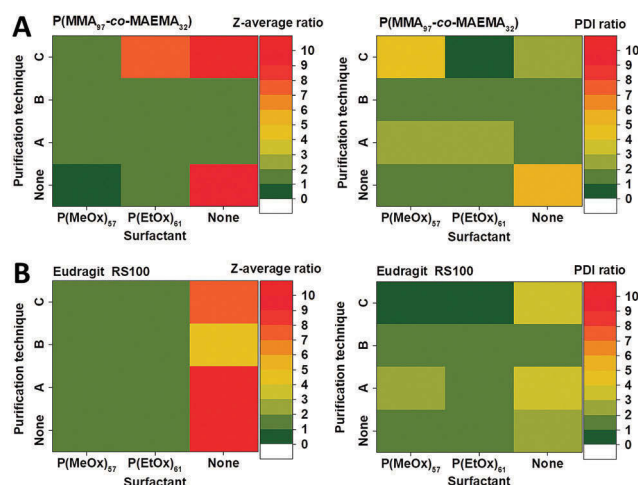 A
P(MMA₉₇-co-MAEMA₃₂)
Z-average ratio
Purification technique
C
B
A
None
P(MeOx)₅₇
P(EtOx)₆₁
None
Surfactant
10
9
8
7
6
5
4
3
2
1
0
P(MMA₉₇-co-MAEMA₃₂)
PDI ratio
Purification technique
C
B
A
None
P(MeOx)₅₇
P(EtOx)₆₁
None
Surfactant
10
9
8
7
6
5
4
3
2
1
0
B
Eudragit RS100
Z-average ratio
Purification technique
C
B
A
None
P(MeOx)₅₇
P(EtOx)₆₁
None
Surfactant
10
9
8
7
6
5
4
3
2
1
0
Eudragit RS100
PDI ratio
Purification technique
C
B
A
None
P(MeOx)₅₇
P(EtOx)₆₁
None
Surfactant
10
9
8
7
6
5
4
3
2
1
0